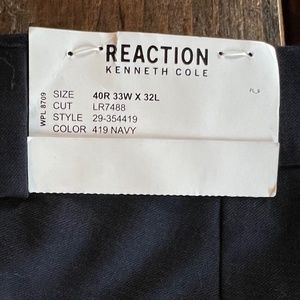 REACTION
KENNETH COLE
WPL 8709
SIZE 40R 33W X 32L
CUT LR7488
STYLE 29-354419
COLOR 419 NAVY